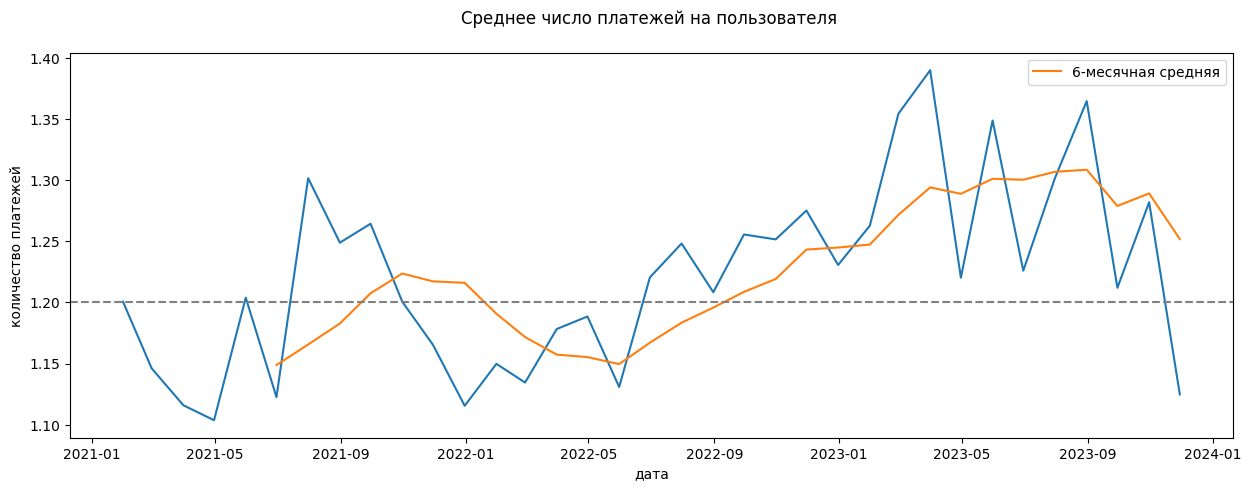 Среднее число платежей на пользователя
6-месячная средняя
количество платежей
1.40
1.35
1.30
1.25
1.20
1.15
1.10
2021-01 2021-05 2021-09 2022-01 2022-05 2022-09 2023-01 2023-05 2023-09 2024-01
дата